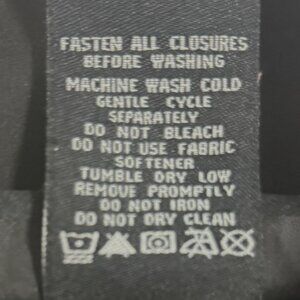 FASTEN ALL CLOSURES
BEFORE WASHING
MACHINE WASH COLD
GENTLE CYCLE
SEPARATELY
DO NOT BLEACH
DO NOT USE FABRIC
SOFTENER
TUMBLE DRY LOW
REMOVE PROMPTLY
DO NOT IRON
DO NOT DRY CLEAN